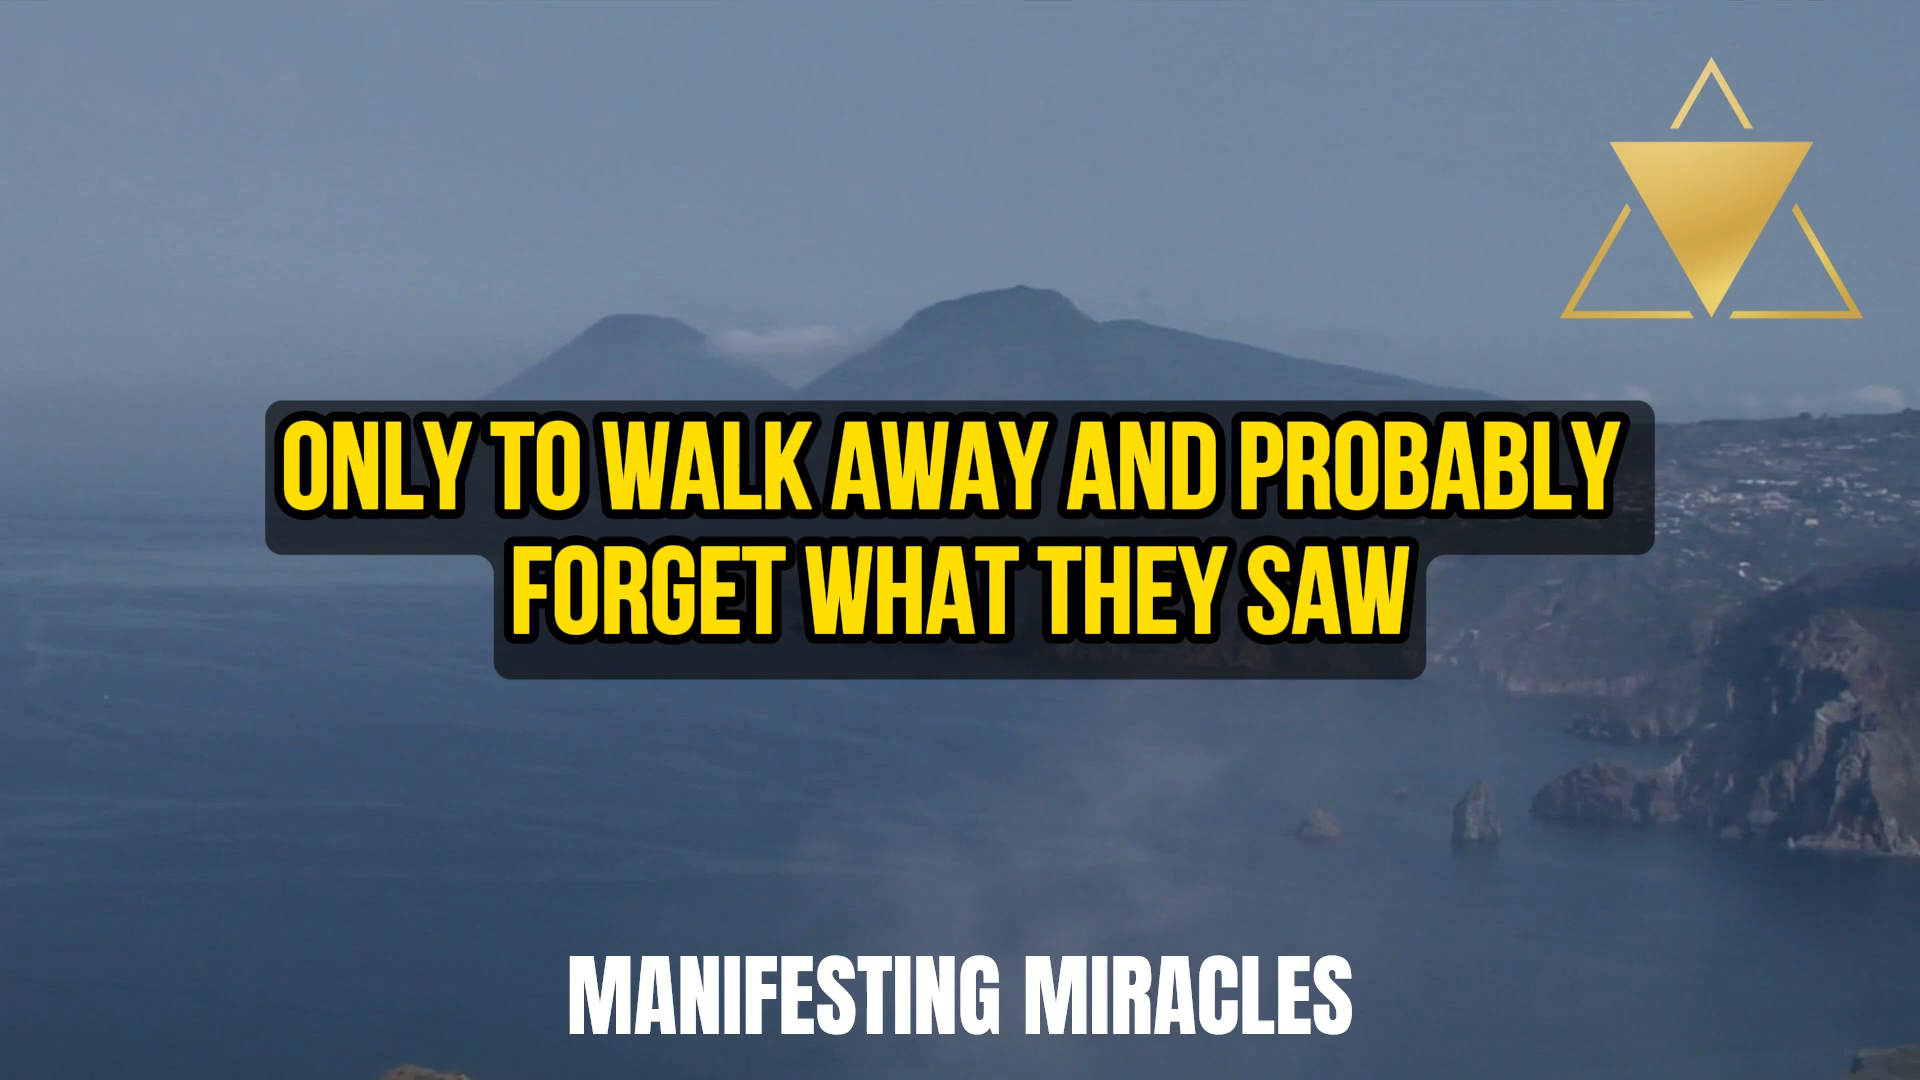 ONLY TO WALK AWAY AND PROBABLY
FORGET WHAT THEY SAW
MANIFESTING MIRACLES